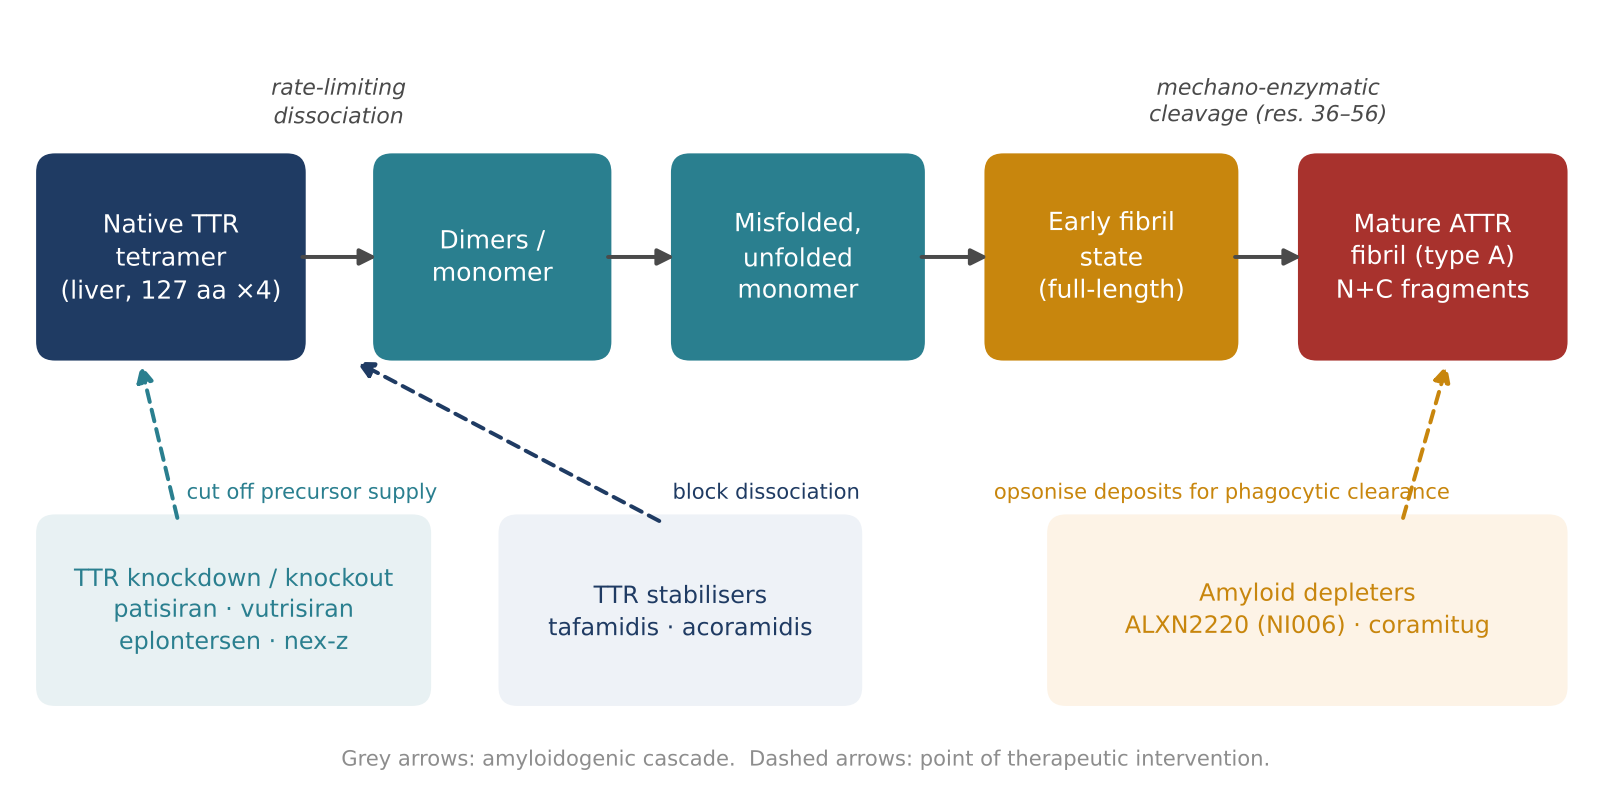 rate-limiting
dissociation
mechano-enzymatic
cleavage (res. 36–56)
Native TTR
tetramer
(liver, 127 aa ×4)
Dimers /
monomer
Misfolded,
unfolded
monomer
Early fibril
state
(full-length)
Mature ATTR
fibril (type A)
N+C fragments
cut off precursor supply
block dissociation
opsonise deposits for phagocytic clearance
TTR knockdown / knockout
patisiran · vutrisiran
eplontersen · nex-z
TTR stabilisers
tafamidis · acoramidis
Amyloid depleters
ALXN2220 (NI006) · coramitug
Grey arrows: amyloidogenic cascade.  Dashed arrows: point of therapeutic intervention.